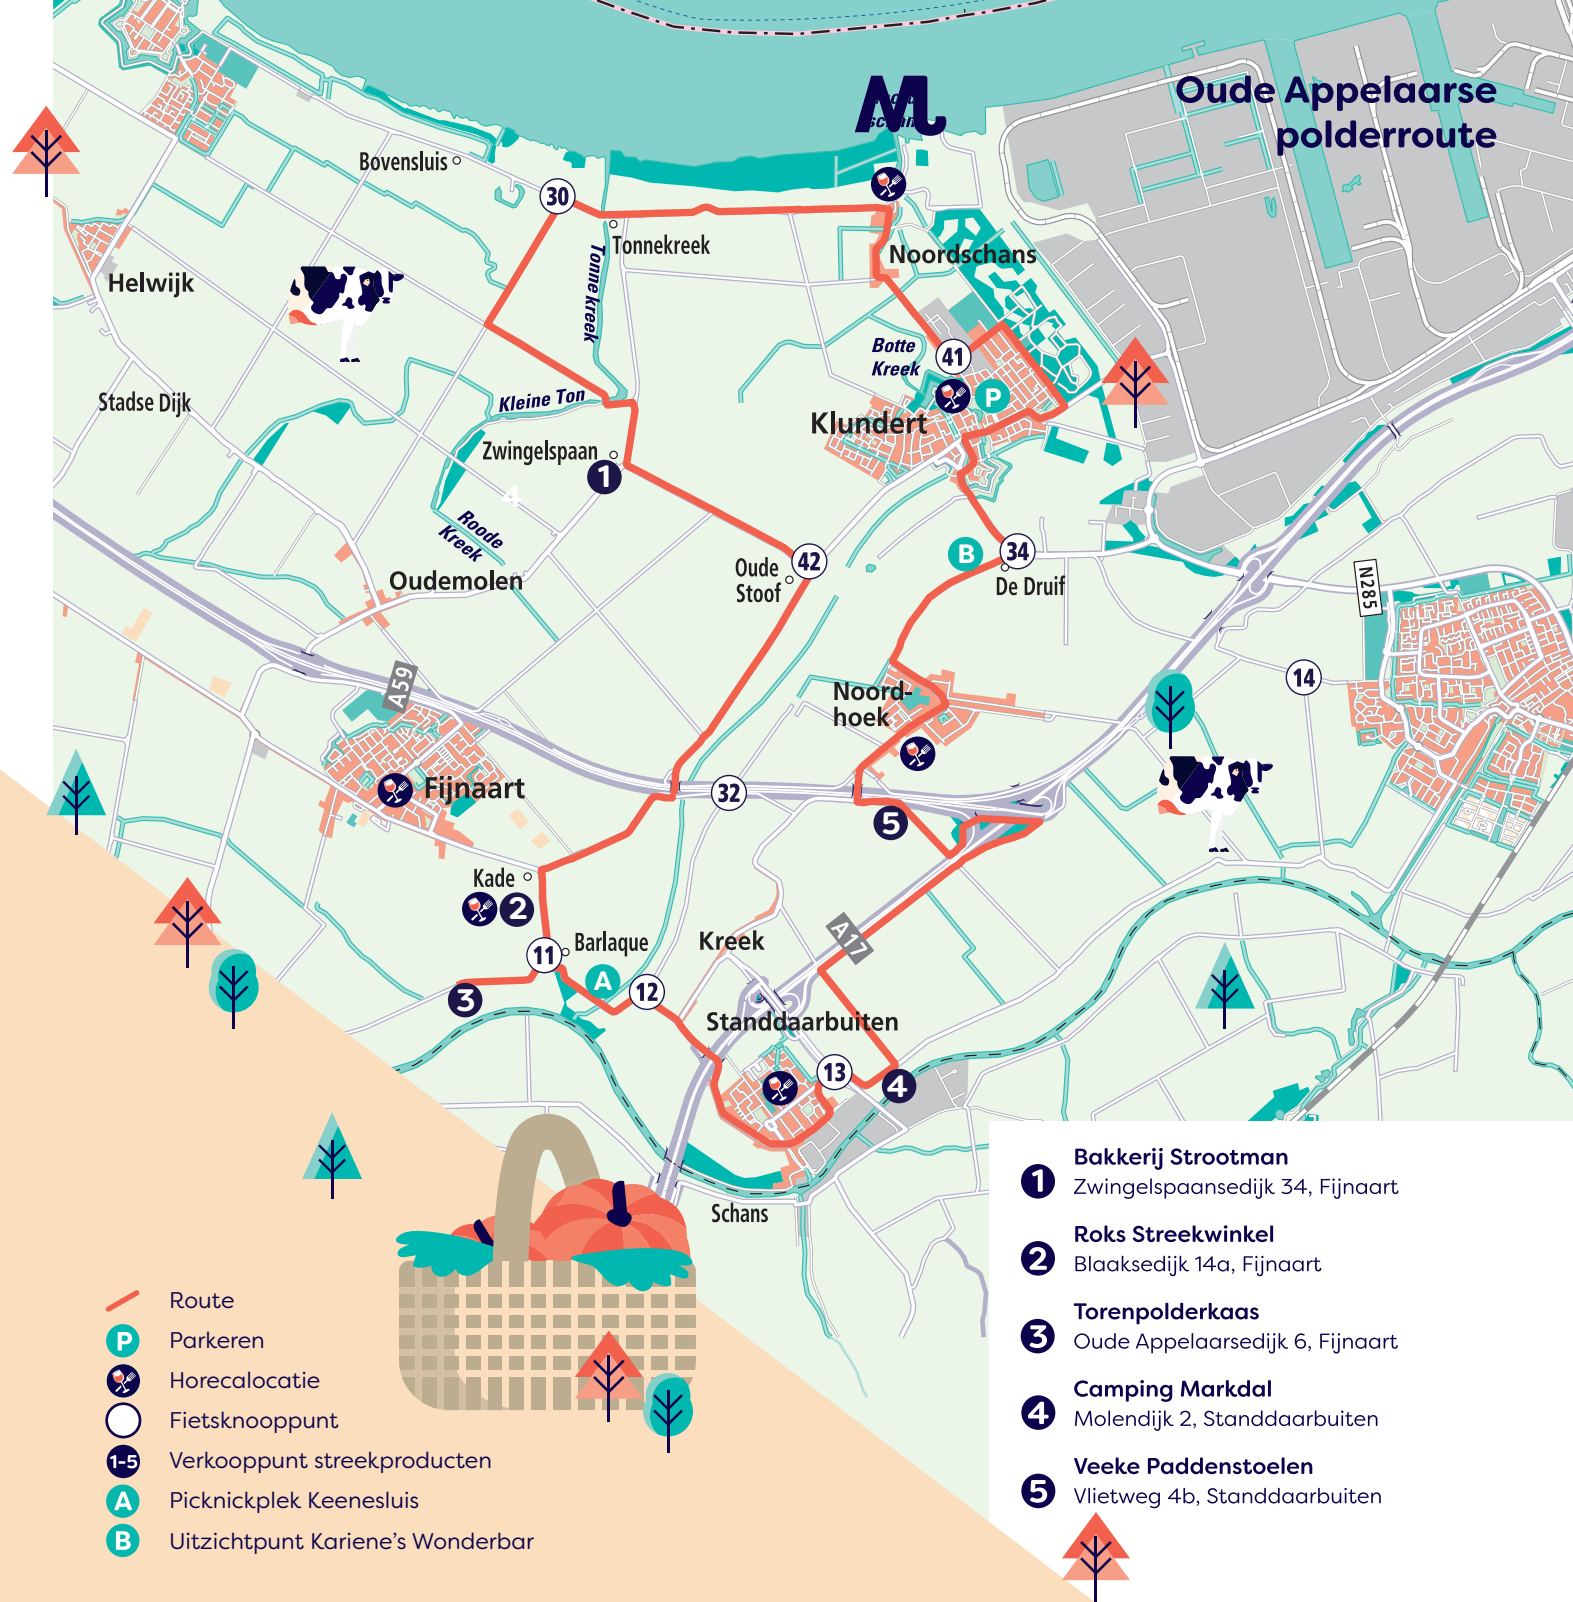 Oude Appelaarse
polderroute
Bovensluis
30
Tonnekreek
Tonnekreek
Noordschans
Helwijk
Botte
Kreek
41
P
Klundert
Stadse Dijk
Kleine Ton
Zwingelspaan
1
4
Roode
Kreek
Oudemolen
Oude
Stoof
42
B
34
De Druif
N285
14
A59
Noord-
hoek
Fijnaart
32
5
Kade
2
11
Barlaque
Kreek
A17
A
12
3
Standdaarbuiten
13
4
Schans
1
Bakkerij Strootman
Zwingelspaansedijk 34, Fijnaart
2
Roks Streekwinkel
Blaaksedijk 14a, Fijnaart
3
Torenpolderkaas
Oude Appelaarsedijk 6, Fijnaart
4
Camping Markdal
Molendijk 2, Standdaarbuiten
5
Veeke Paddenstoelen
Vlietweg 4b, Standdaarbuiten
Route
P Parkeren
Horecalocatie
Fietsknooppunt
1-5 Verkooppunt streekproducten
A Picknickplek Keenesluis
B Uitzichtpunt Kariene's Wonderbar